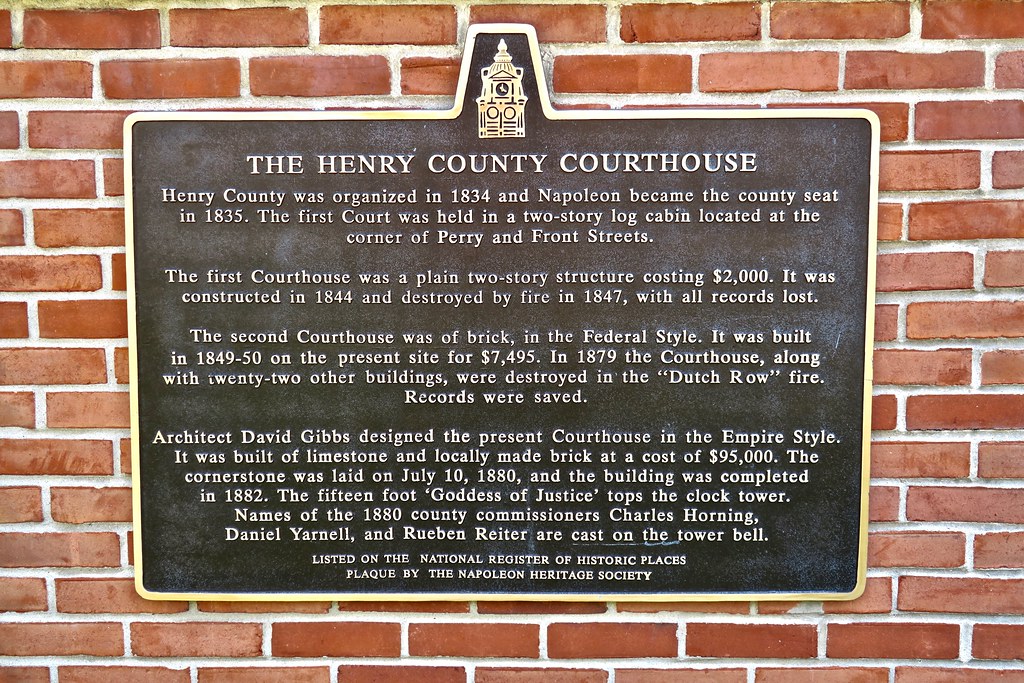 THE HENRY COUNTY COURTHOUSE
Henry County was organized in 1834 and Napoleon became the county seat
in 1835. The first Court was held in a two-story log cabin located at the
corner of Perry and Front Streets.
The first Courthouse was a plain two-story structure costing $2,000. It was
constructed in 1844 and destroyed by fire in 1847, with all records lost.
The second Courthouse was of brick, in the Federal Style. It was built
in 1849-50 on the present site for $7,495. In 1879 the Courthouse, along
with twenty-two other buildings, were destroyed in the “Dutch Row” fire.
Records were saved.
Architect David Gibbs designed the present Courthouse in the Empire Style.
It was built of limestone and locally made brick at a cost of $95,000. The
cornerstone was laid on July 10, 1880, and the building was completed
in 1882. The fifteen foot ‘Goddess of Justice’ tops the clock tower.
Names of the 1880 county commissioners Charles Horning,
Daniel Yarnell, and Rueben Reiter are cast on the tower bell.
LISTED ON THE NATIONAL REGISTER OF HISTORIC PLACES
PLAQUE BY THE NAPOLEON HERITAGE SOCIETY